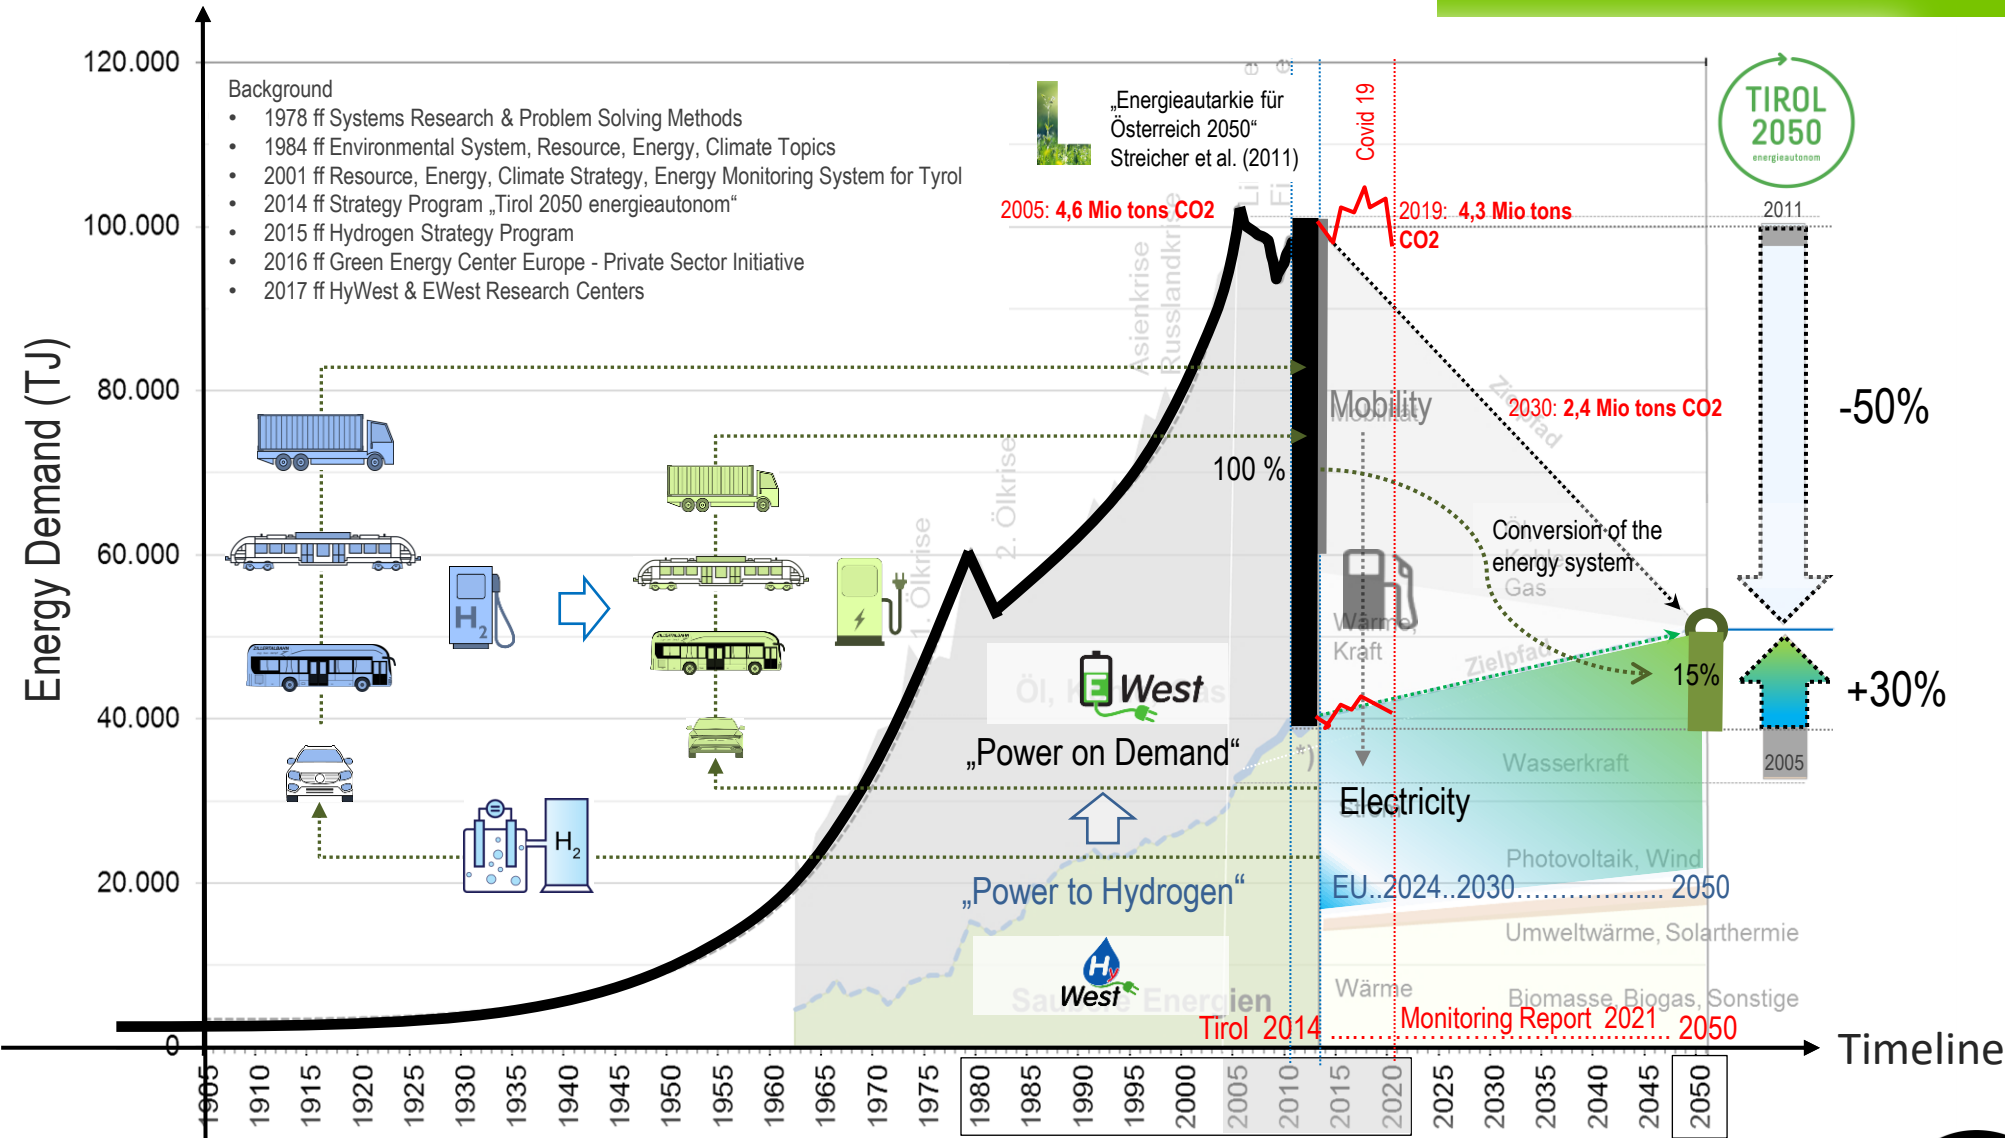 120.000
100.000
80.000
60.000
40.000
20.000
0
Energy Demand (TJ)
Background
• 1978 ff Systems Research & Problem Solving Methods
• 1984 ff Environmental System, Resource, Energy, Climate Topics
• 2001 ff Resource, Energy, Climate Strategy, Energy Monitoring System for Tyrol
• 2014 ff Strategy Program „Tirol 2050 energieautonom“
• 2015 ff Hydrogen Strategy Program
• 2016 ff Green Energy Center Europe - Private Sector Initiative
• 2017 ff HyWest & EWest Research Centers
„Energieautarkie für
Österreich 2050“
Streicher et al. (2011)
Covid 19
TIROL
2050
energieautonom
2005: 4,6 Mio tons CO2
2019: 4,3 Mio tons
CO2
2011
Asienkrise
Russlandkrise
1. Ölkrise
2. Ölkrise
Zielpfad
Mobility
2030: 2,4 Mio tons CO2
-50%
100 %
Conversion of the
energy system
Kohle
Gas
Wärme,
Kraft
Zielpfad
15%
+30%
H2
E West
„Power on Demand“
*)
Wasserkraft
2005
Electricity
H2
Photovoltaik, Wind
„Power to Hydrogen“
EU..2024..2030 2050
Umweltwärme, Solarthermie
Hy
West
Wärme
Saubere Energien
Biomasse, Biogas, Sonstige
Tirol 2014 Monitoring Report 2021 2050
Timeline
1905 1910 1915 1920 1925 1930 1935 1940 1945 1950 1955 1960 1965 1970 1975 1980 1985 1990 1995 2000 2005 2010 2015 2020 2025 2030 2035 2040 2045 2050